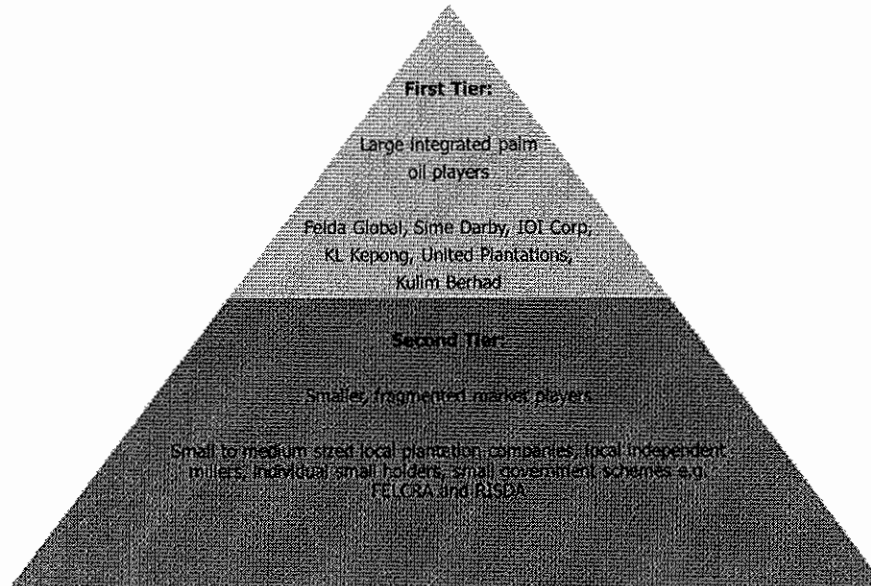 First Tier:
Large integrated palm
oil players
Felda Global, Sime Darby, IOI Corp,
KL Kepong, United Plantations,
Kulim Berhad
Second Tier:
Smaller, fragmented market players
Small to medium sized local plantation companies, local independent
millers, individual small holders, small government schemes e.g.
FELCRA and RISDA